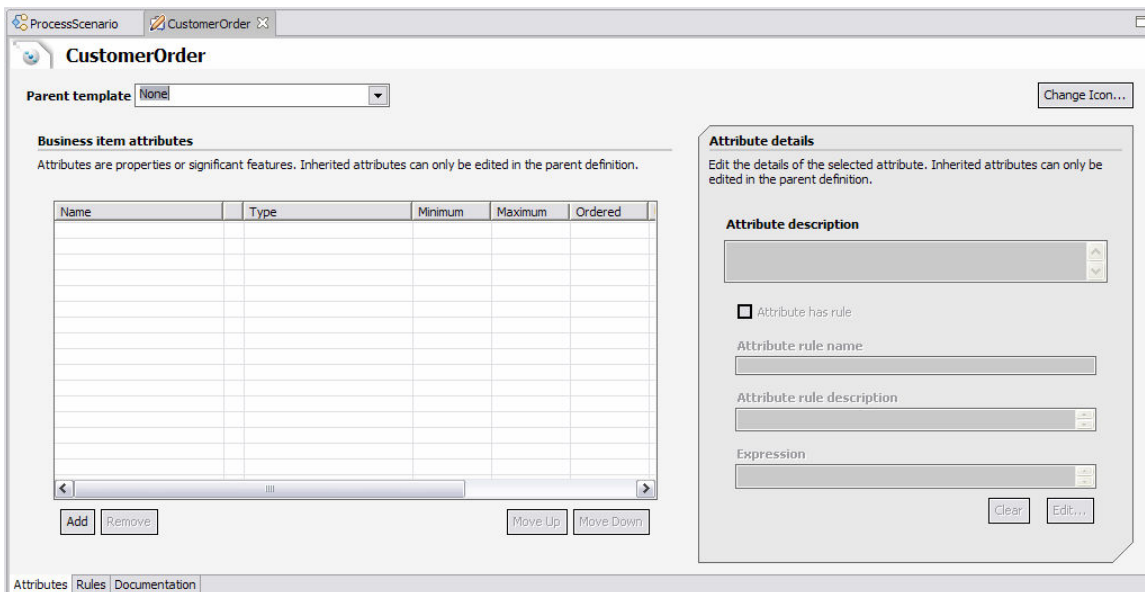 ProcessScenario CustomerOrder
CustomerOrder
Parent template None Change Icon...
Business item attributes
Attributes are properties or significant features. Inherited attributes can only be edited in the parent definition.
Name Type Minimum Maximum Ordered
Add Remove Move Up Move Down
Attribute details
Edit the details of the selected attribute. Inherited attributes can only be
edited in the parent definition.
Attribute description
Attribute has rule
Attribute rule name
Attribute rule description
Expression
Clear Edit...
Attributes Rules Documentation